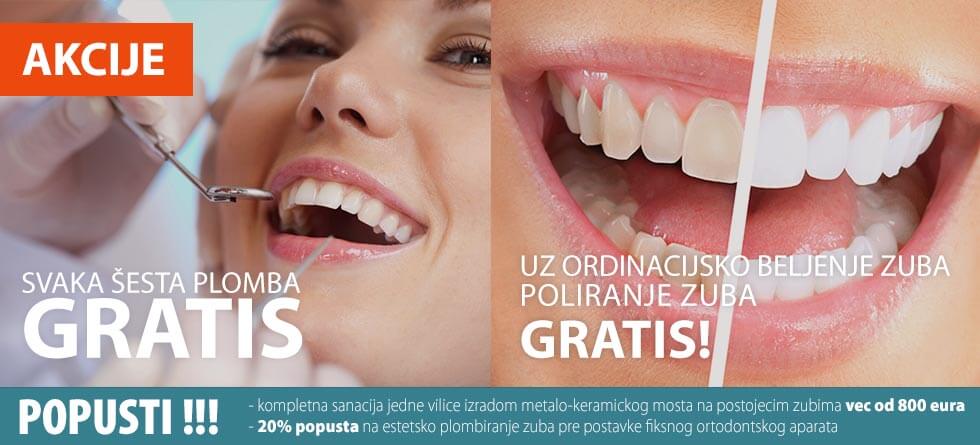 AKCIJE
SVAKA ŠESTA PLOMBA
GRATIS
UZ ORDINACIJSKO BELJENJE ZUBA
POLIRANJE ZUBA
GRATIS!
POPUSTI !!!
- kompletna sanacija jedne vilice izradom metalo-keramickog mosta na postojecim zubima vec od 800 eura
- 20% popusta na estetsko plombiranje zuba pre postavke fiksnog ortodontskog aparata